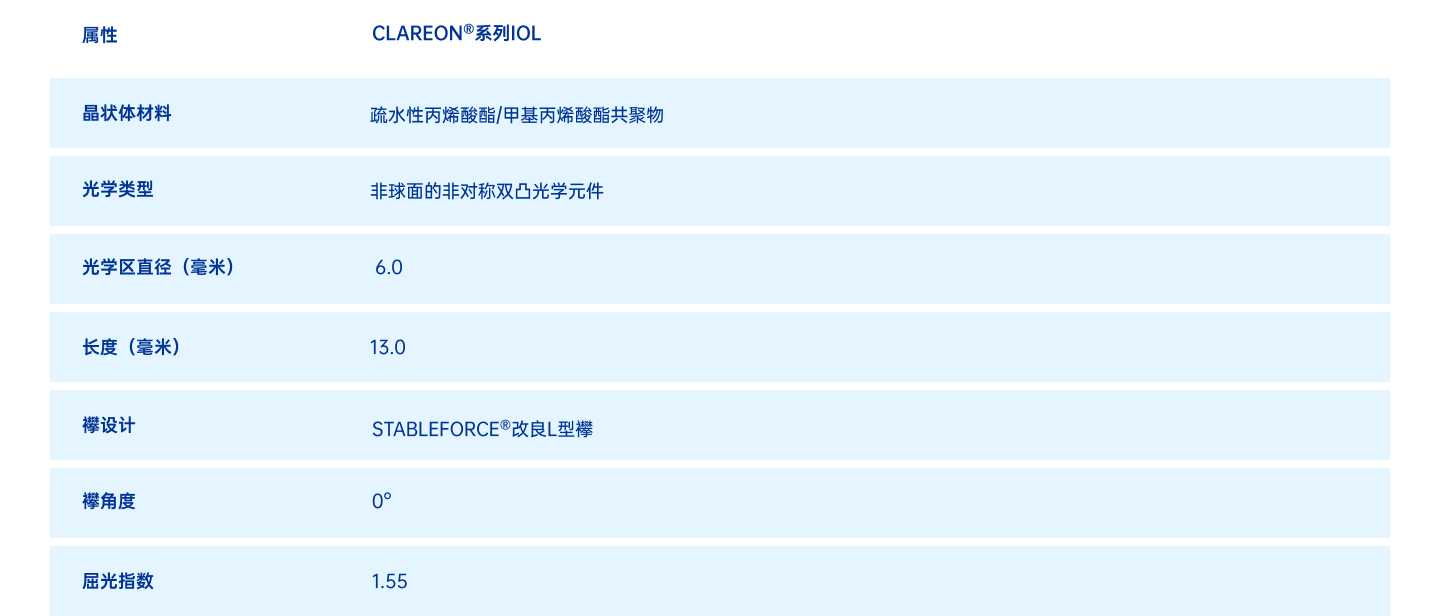 属性 CLAREON®系列IOL
晶状体材料 疏水性丙烯酸酯/甲基丙烯酸酯共聚物
光学类型 非球面的非对称双凸光学元件
光学区直径（毫米） 6.0
长度（毫米） 13.0
襻设计 STABLEFORCE®改良L型襻
襻角度 0°
屈光指数 1.55